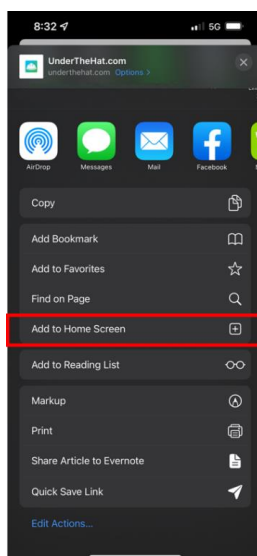 8:32
5G
UnderTheHat.com
underthehat.com Options >
AirDrop Messages Mail Facebook
Copy
Add Bookmark
Add to Favorites
Find on Page
Add to Home Screen
Add to Reading List
Markup
Print
Share Article to Evernote
Quick Save Link
Edit Actions...